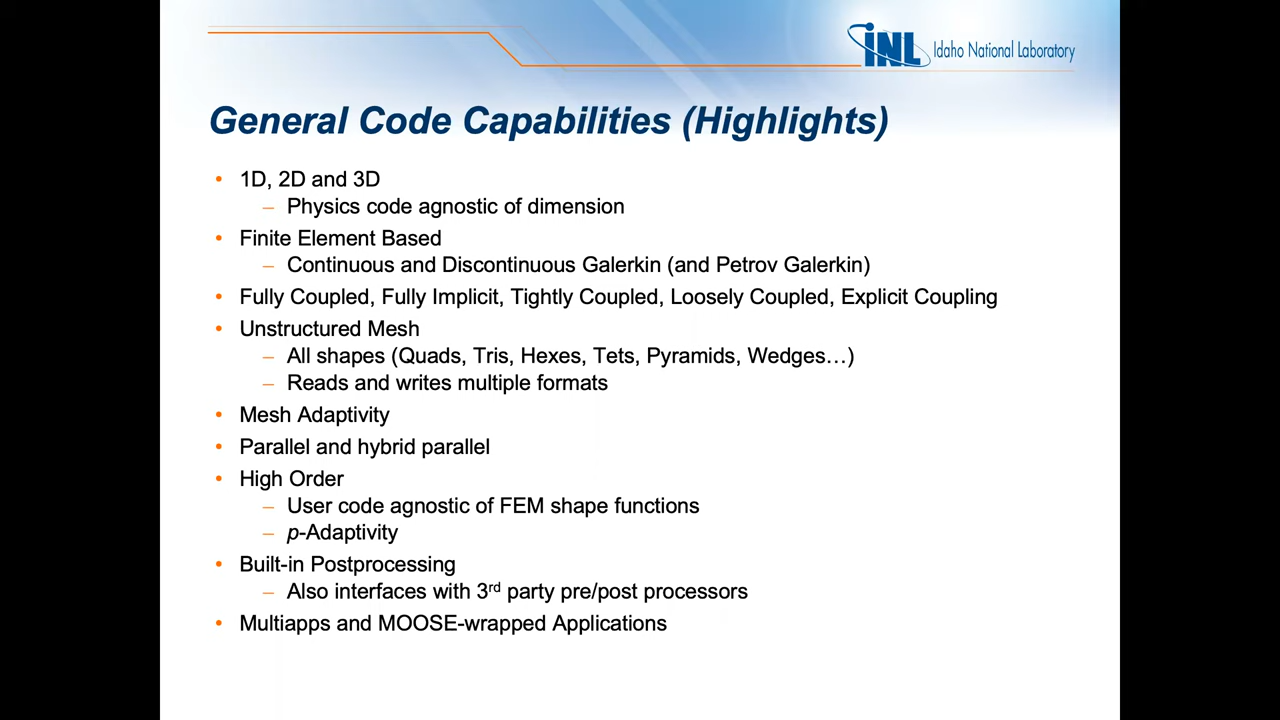 INL Idaho National Laboratory
General Code Capabilities (Highlights)
• 1D, 2D and 3D
– Physics code agnostic of dimension
• Finite Element Based
– Continuous and Discontinuous Galerkin (and Petrov Galerkin)
• Fully Coupled, Fully Implicit, Tightly Coupled, Loosely Coupled, Explicit Coupling
• Unstructured Mesh
– All shapes (Quads, Tris, Hexes, Tets, Pyramids, Wedges…)
– Reads and writes multiple formats
• Mesh Adaptivity
• Parallel and hybrid parallel
• High Order
– User code agnostic of FEM shape functions
– p-Adaptivity
• Built-in Postprocessing
– Also interfaces with 3rd party pre/post processors
• Multiapps and MOOSE-wrapped Applications